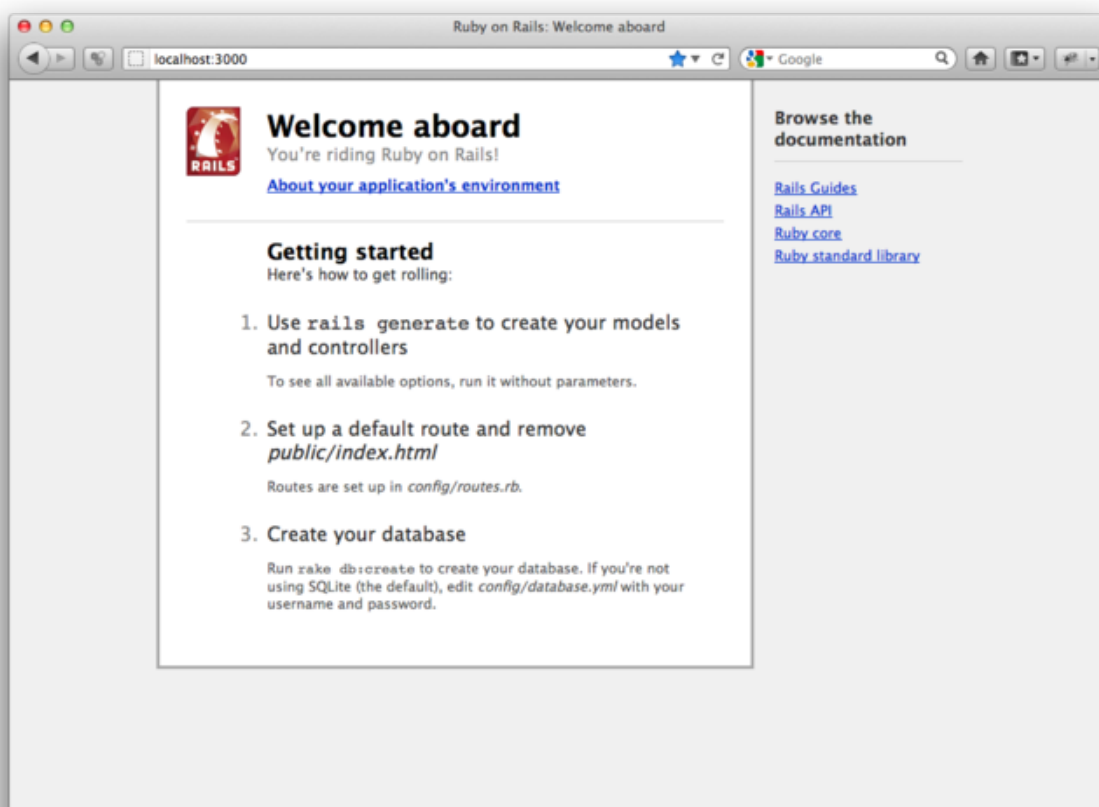 Ruby on Rails: Welcome aboard
localhost:3000
Google
RAILS
Welcome aboard
You're riding Ruby on Rails!
About your application's environment
Getting started
Here's how to get rolling:
1. Use rails generate to create your models
and controllers
To see all available options, run it without parameters.
2. Set up a default route and remove
public/index.html
Routes are set up in config/routes.rb.
3. Create your database
Run rake db:create to create your database. If you're not
using SQLite (the default), edit config/database.yml with your
username and password.
Browse the
documentation
Rails Guides
Rails API
Ruby core
Ruby standard library